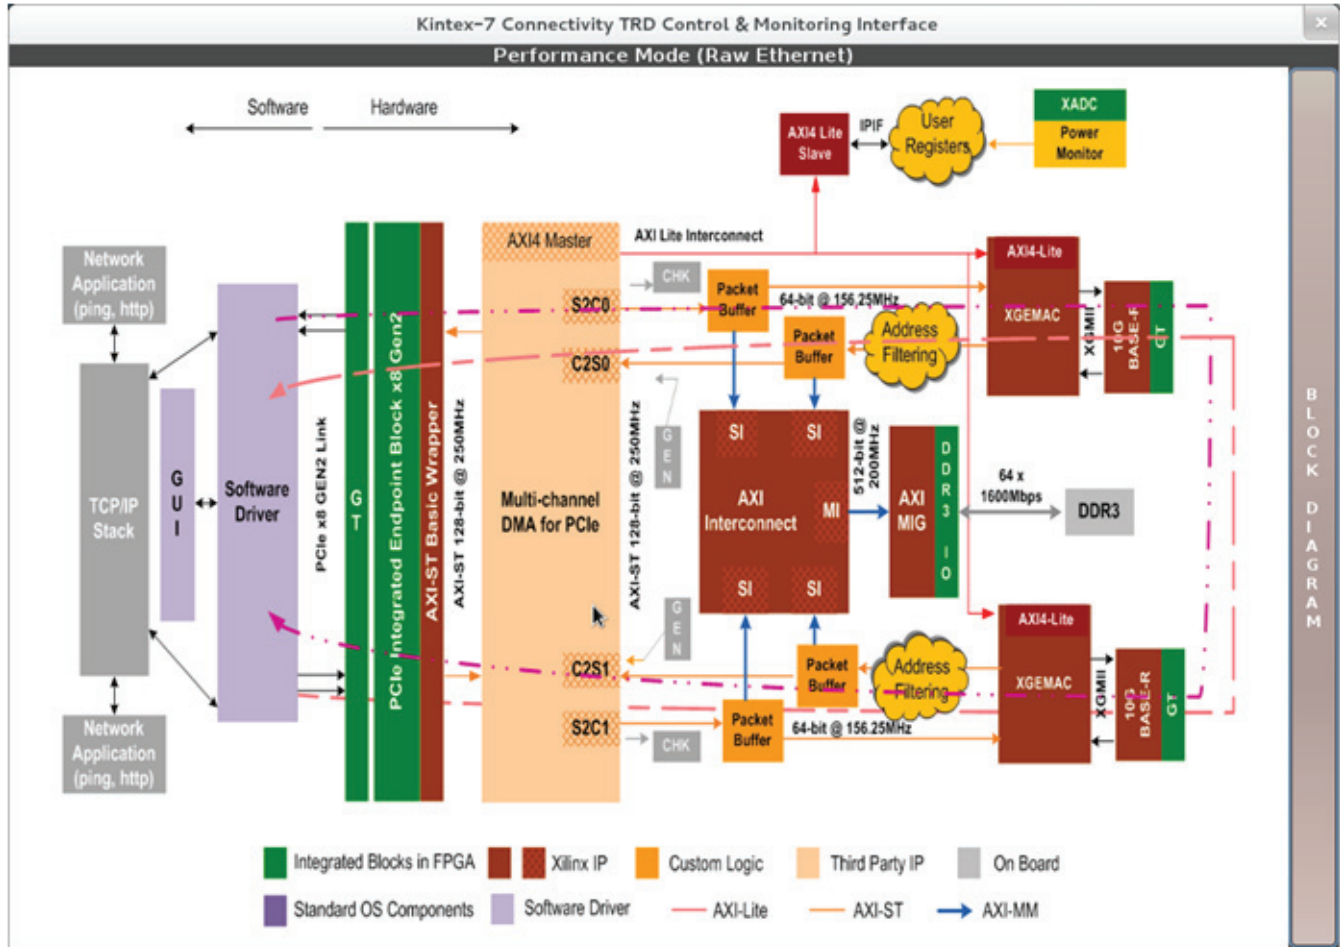 Kintex-7 Connectivity TRD Control & Monitoring Interface
×
Performance Mode (Raw Ethernet)
Software
Hardware
AXI4 Lite
Slave
IPIF
User
Registers
XADC
Power
Monitor
Network
Application
(ping, http)
AXI4 Master
AXI Lite Interconnect
CHK
Packet
Buffer
AXI4-Lite
S2C0
64-bit @ 156.25MHz
XGEMAC
XGMII
10G
BASE-R
GT
Packet
Buffer
Address
Filtering
C2S0
TCP/IP
Stack
GUI
Software
Driver
PCIe x8 GEN2 Link
GT
PCIe Integrated Endpoint Block x8 Gen2
AXI-ST Basic Wrapper
AXI-ST 128-bit @ 250MHz
Multi-channel
DMA for PCIe
AXI-ST 128-bit @ 250MHz
GEN
SI
SI
AXI
Interconnect
MI
SI
SI
512-bit @
200MHz
AXI
MIG
DDR3 IO
64 x
1600Mbps
DDR3
BLOCK DIAGRAM
GEN
AXI4-Lite
C2S1
Packet
Buffer
Address
Filtering
XGEMAC
XGMII
10G
BASE-R
GT
S2C1
CHK
Packet
Buffer
64-bit @ 156.25MHz
Network
Application
(ping, http)
Integrated Blocks in FPGA
Xilinx IP
Custom Logic
Third Party IP
On Board
Standard OS Components
Software Driver
AXI-Lite
AXI-ST
AXI-MM